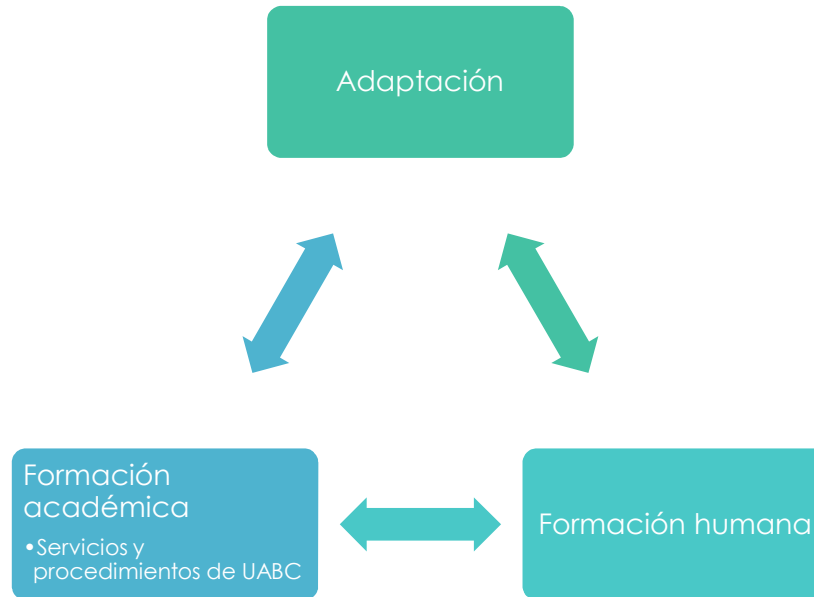 Adaptación
Formación
académica
•Servicios y
procedimientos de UABC
Formación humana